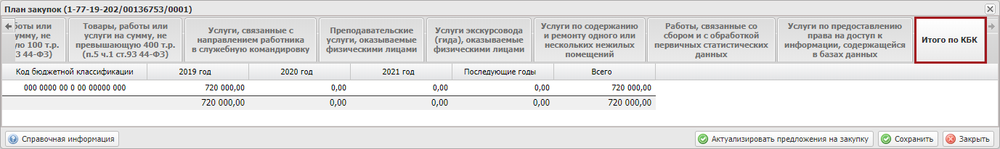 План закупок (1-77-19-202/00136753/0001)
боты или
умму, не
ую 100 т.р.
3 44-ФЗ)
Товары, работы или
услуги на сумму, не
превышающую 400 т.р.
(п.5 ч.1 ст.93 44-ФЗ)
Услуги, связанные с
направлением работника
в служебную командировку
Преподавательские
услуги, оказываемые
физическими лицами
Услуги экскурсовода
(гида), оказываемые
физическими лицами
Услуги по содержанию
и ремонту одного или
нескольких нежилых
помещений
Работы, связанные со
сбором и с обработкой
первичных статистических
данных
Услуги по предоставлению
права на доступ к
информации, содержащейся
в базах данных
Итого по КБК
Код бюджетной классификации 2019 год 2020 год 2021 год Последующие годы Всего
000 0000 00 0 00 00000 000 720 000,00 0,00 0,00 0,00 720 000,00
720 000,00 0,00 0,00 0,00 720 000,00
Справочная информация Актуализировать предложения на закупку Сохранить Закрыть